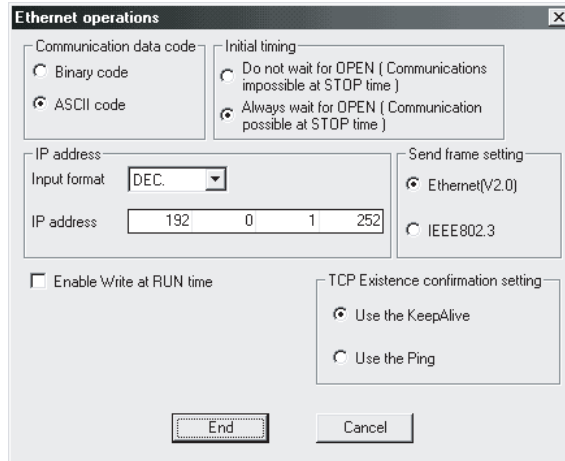 Ethernet operations
Communication data code
Binary code
ASCII code
Initial timing
Do not wait for OPEN ( Communications
impossible at STOP time )
Always wait for OPEN ( Communication
possible at STOP time )
IP address
Input format DEC.
IP address 192 0 1 252
Send frame setting
Ethernet(V2.0)
IEEE802.3
Enable Write at RUN time
TCP Existence confirmation setting
Use the KeepAlive
Use the Ping
End Cancel